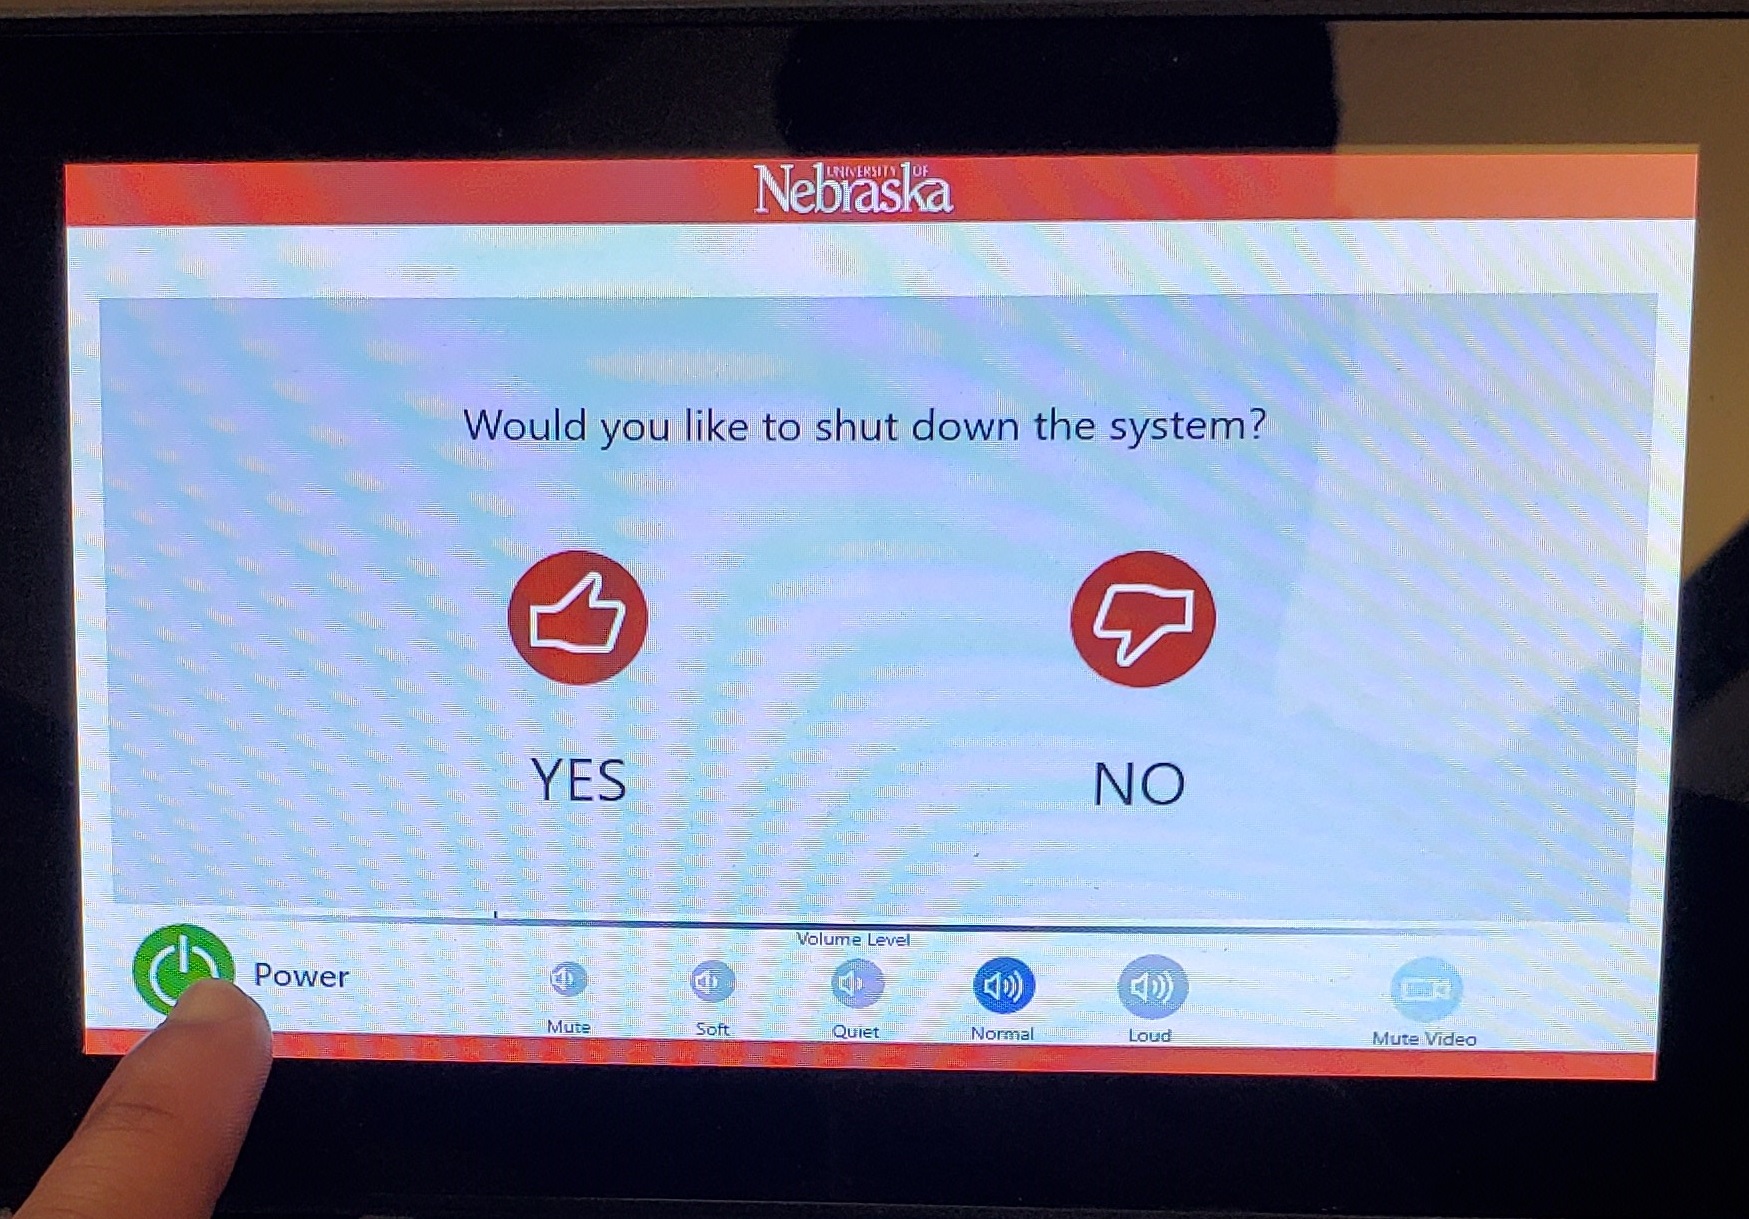 UNIVERSITY OF
Nebraska
Would you like to shut down the system?
YES
NO
Volume Level
Power
Mute
Soft
Quiet
Normal
Loud
Mute Video